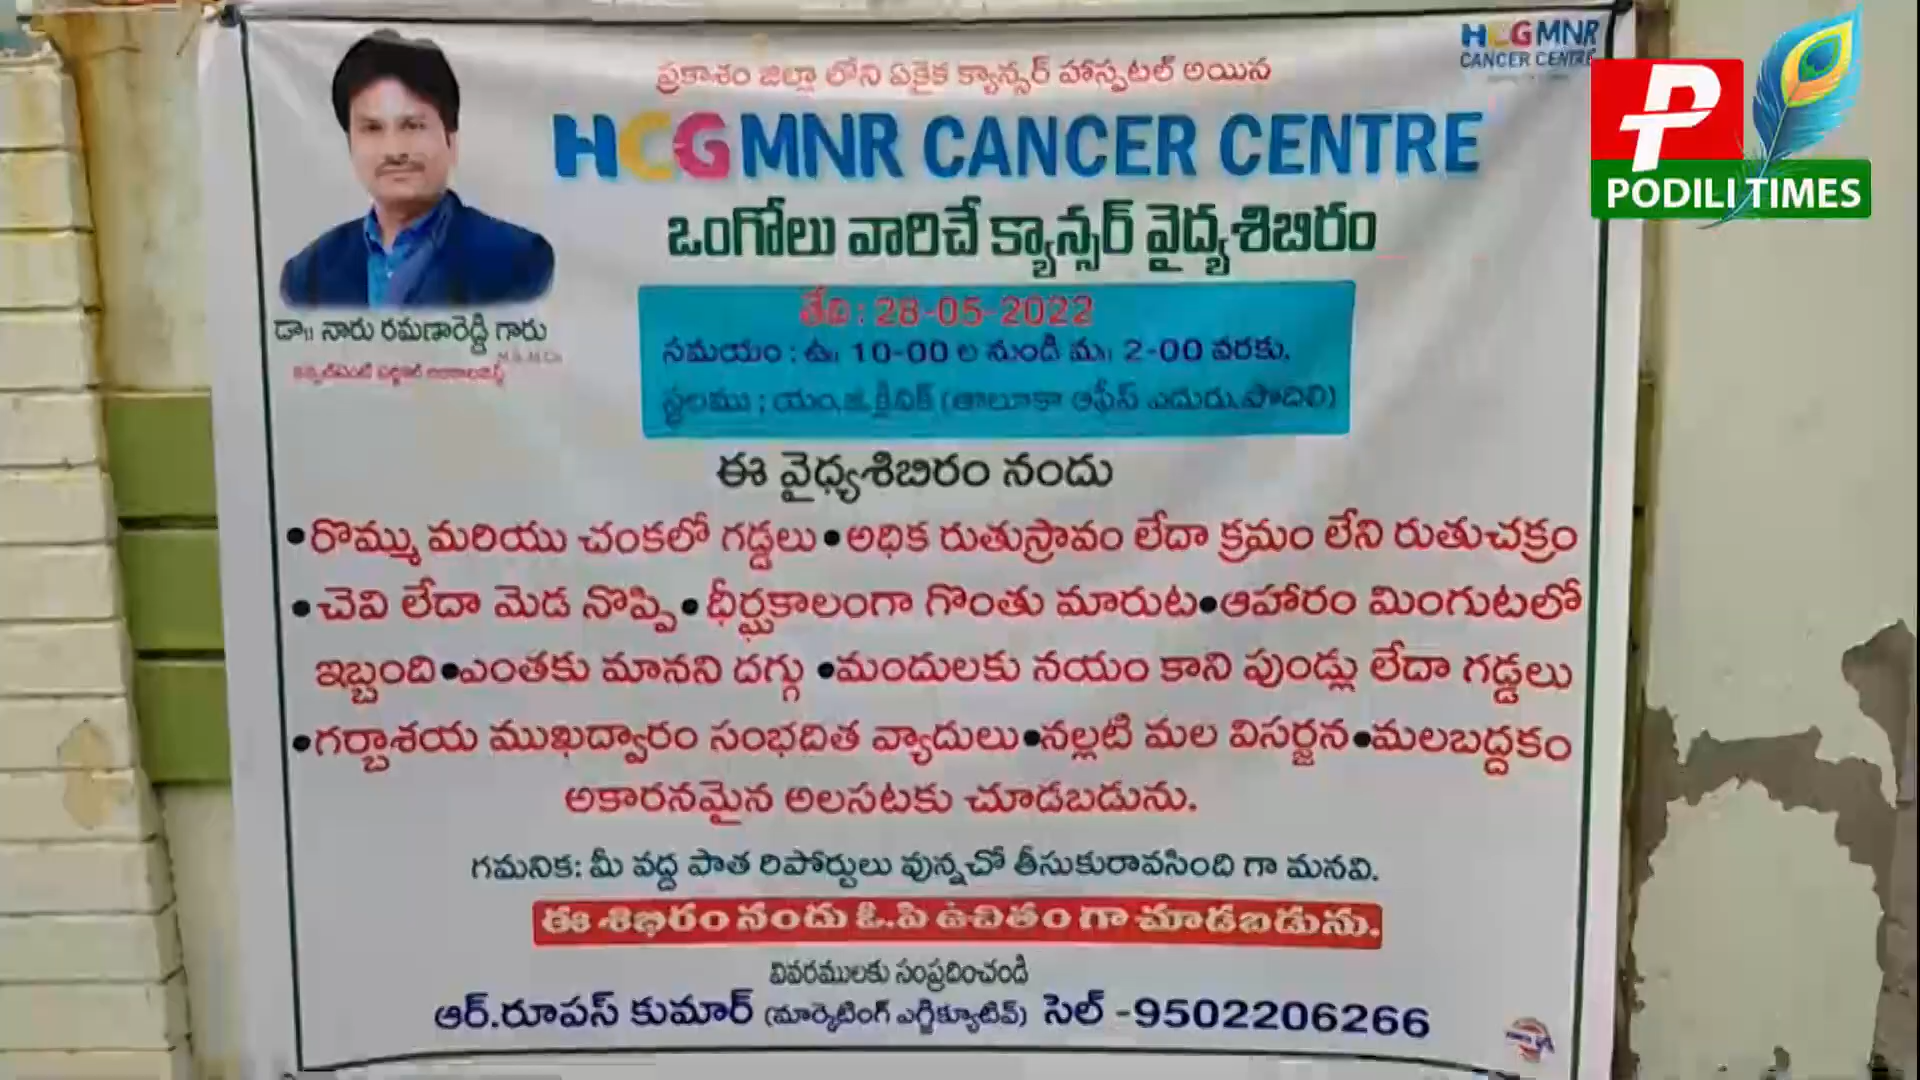 HCG MNR
CANCER CENTRE
ప్రకాశం జిల్లా లోని ఏకైక క్యాన్సర్ హాస్పటల్ అయిన
HCG MNR CANCER CENTRE
ఒంగోలు వారిచే క్యాన్సర్ వైద్యశిబిరం
PODILI TIMES
డా॥ నారు రమణారెడ్డి గారు
తేది : 28-05-2022
సమయం : ఉ॥ 10-00 ల నుండి మ॥ 2-00 వరకు.
స్థలము : యం.జి.క్లినిక్ (తాలూకా ఆఫీస్ ఎదురు,పొదిలి)
ఈ వైధ్యశిబిరం నందు
•రొమ్ము మరియు చంకలో గడ్డలు•అధిక రుతుస్రావం లేదా క్రమం లేని రుతుచక్రం
•చెవి లేదా మెడ నొప్పి•దీర్ఘకాలంగా గొంతు మారుట•ఆహారం మింగుటలో
ఇబ్బంది•ఎంతకు మానని దగ్గు •మందులకు నయం కాని పుండ్లు లేదా గడ్డలు
•గర్భాశయ ముఖద్వారం సంభదిత వ్యాదులు•నల్లటి మల విసర్జన•మలబద్దకం
అకారనమైన అలసటకు చూడబడును.
గమనిక: మీ వద్ద పాత రిపోర్టులు వున్నచో తీసుకురావసింది గా మనవి.
ఈ శిభిరం నందు ఓ.పి ఉచితం గా చూడబడును.
వివరములకు సంప్రదించండి
ఆర్.రూపస్ కుమార్ (మార్కెటింగ్ ఎగ్జిక్యూటివ్) సెల్ -9502206266